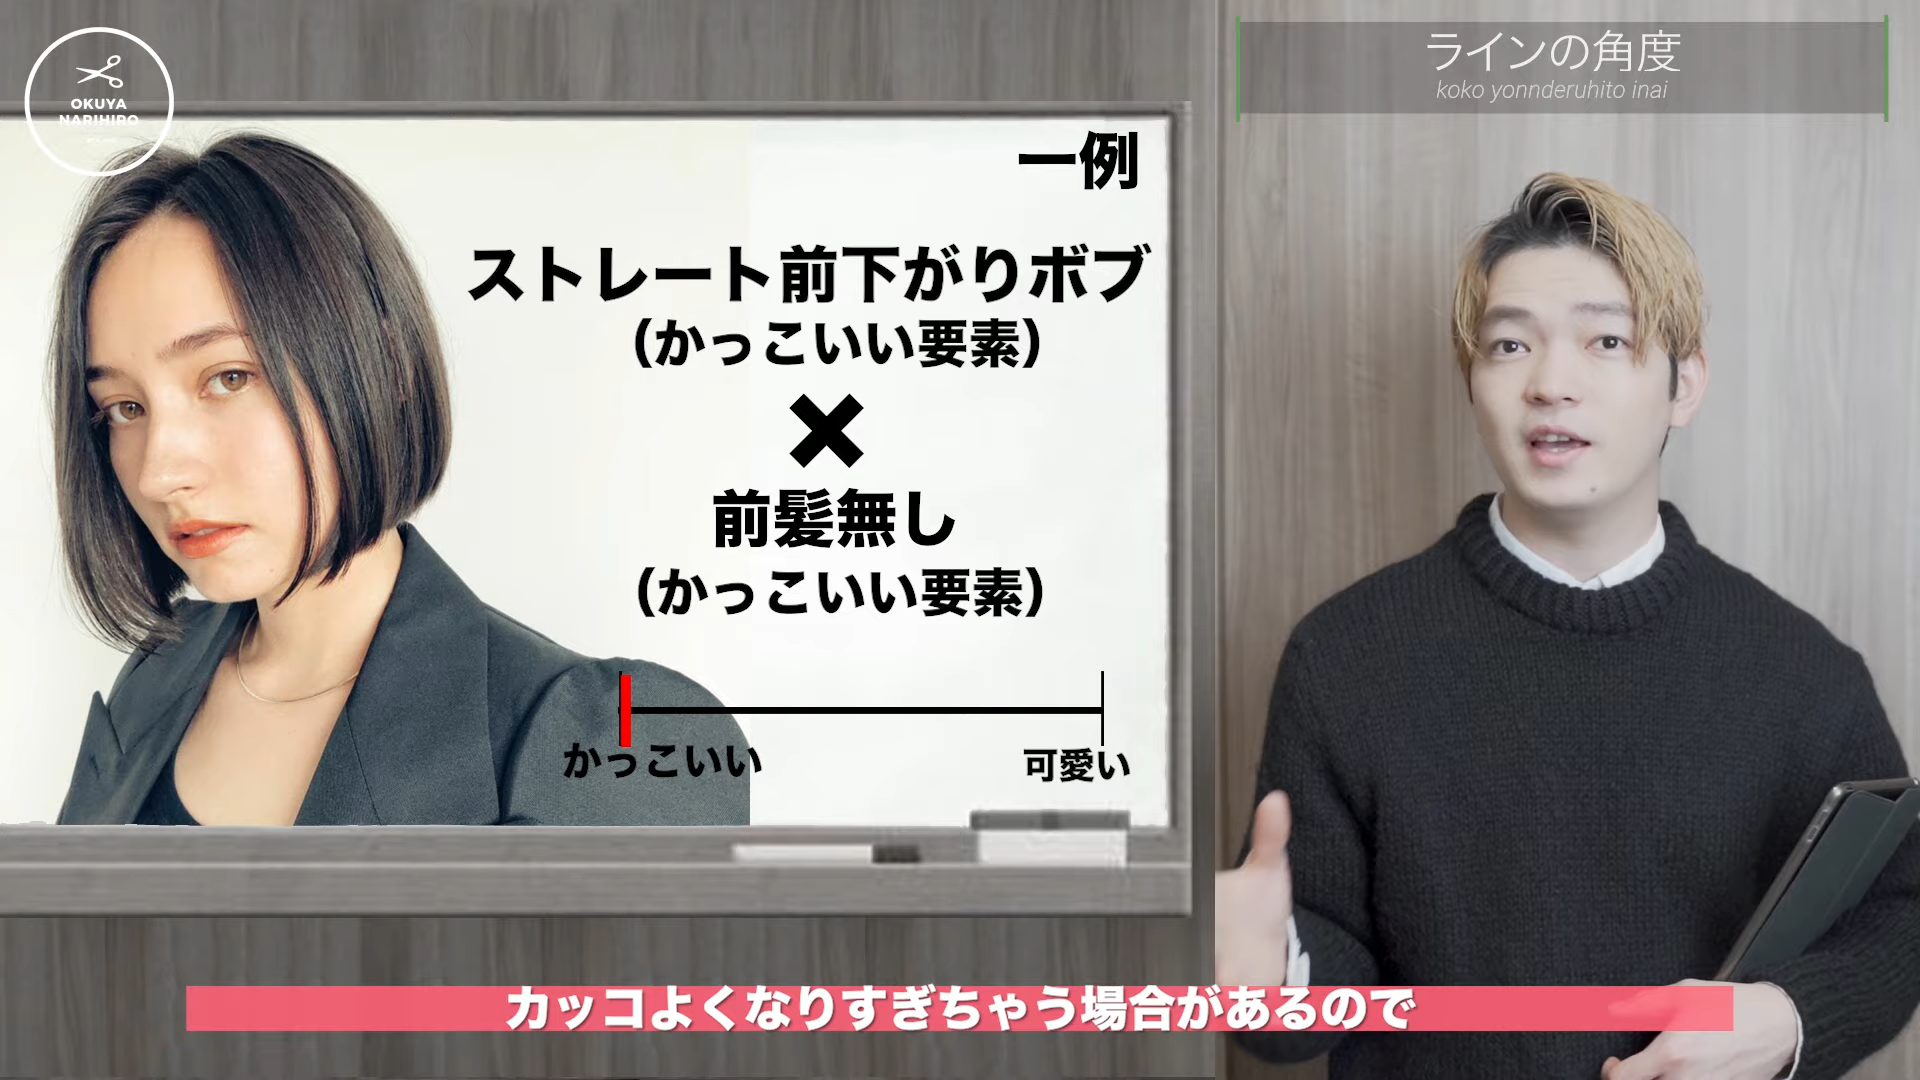 OKUYA
NARIHIRO
ラインの角度
koko yonnderuhito inai
一例
ストレート前下がりボブ
(かっこいい要素)
×
前髪無し
(かっこいい要素)
かっこいい
可愛い
カッコよくなりすぎちゃう場合があるので